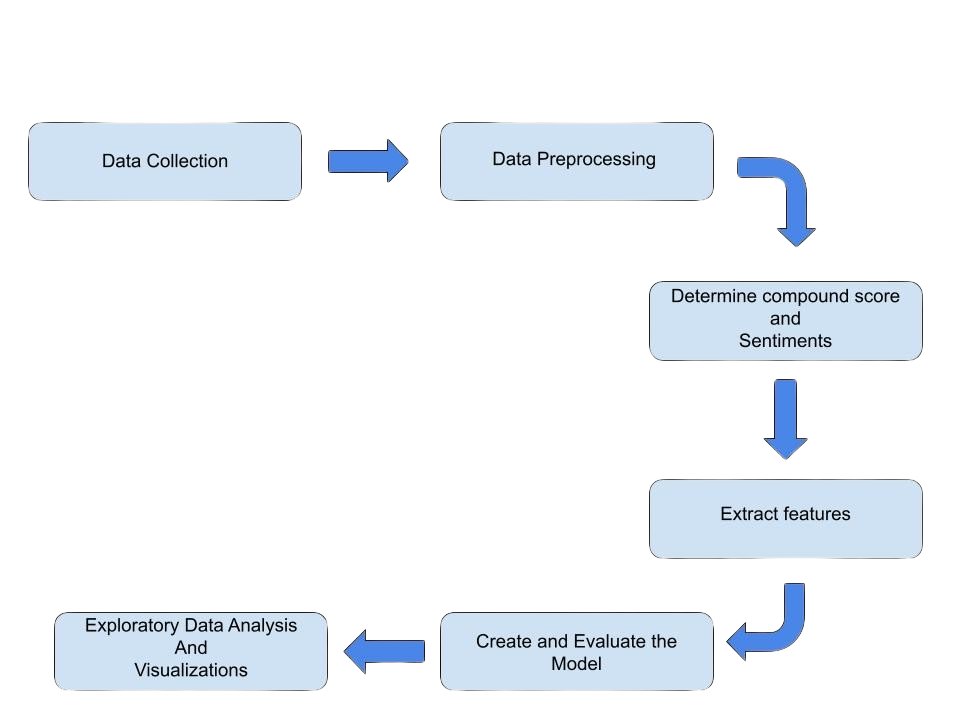 Data Collection
Data Preprocessing
Determine compound score
and
Sentiments
Extract features
Create and Evaluate the
Model
Exploratory Data Analysis
And
Visualizations